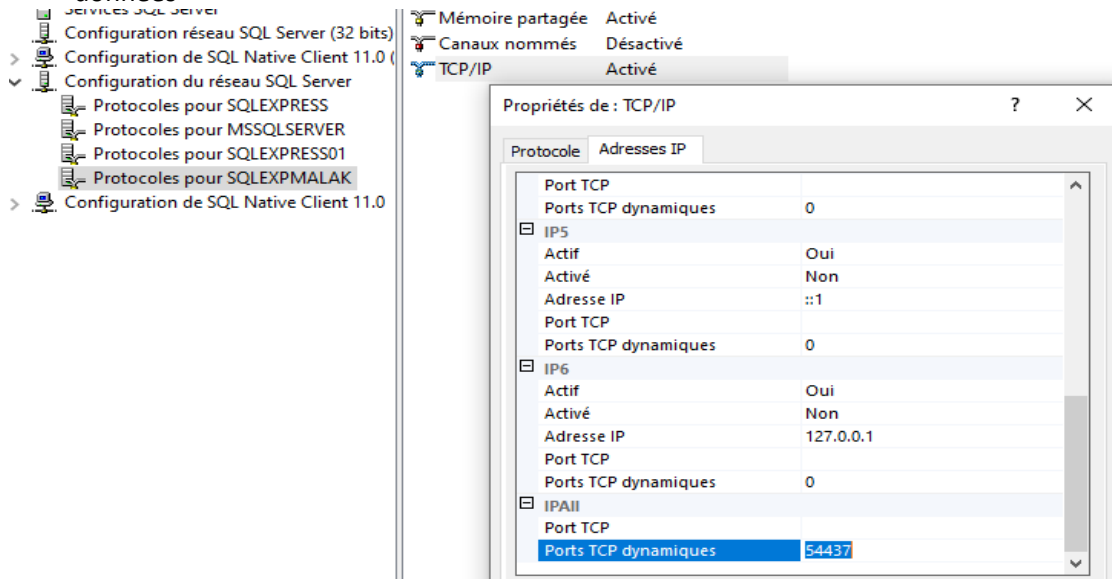 données
Services SQL Server
Configuration réseau SQL Server (32 bits)
Configuration de SQL Native Client 11.0 (
Configuration du réseau SQL Server
Protocoles pour SQLEXPRESS
Protocoles pour MSSQLSERVER
Protocoles pour SQLEXPRESS01
Protocoles pour SQLEXPMALAK
Configuration de SQL Native Client 11.0
Mémoire partagée Activé
Canaux nommés Désactivé
TCP/IP Activé
Propriétés de : TCP/IP ?
Protocole Adresses IP
Port TCP
Ports TCP dynamiques 0
IP5
Actif Oui
Activé Non
Adresse IP ::1
Port TCP
Ports TCP dynamiques 0
IP6
Actif Oui
Activé Non
Adresse IP 127.0.0.1
Port TCP
Ports TCP dynamiques 0
IPAll
Port TCP
Ports TCP dynamiques 54437